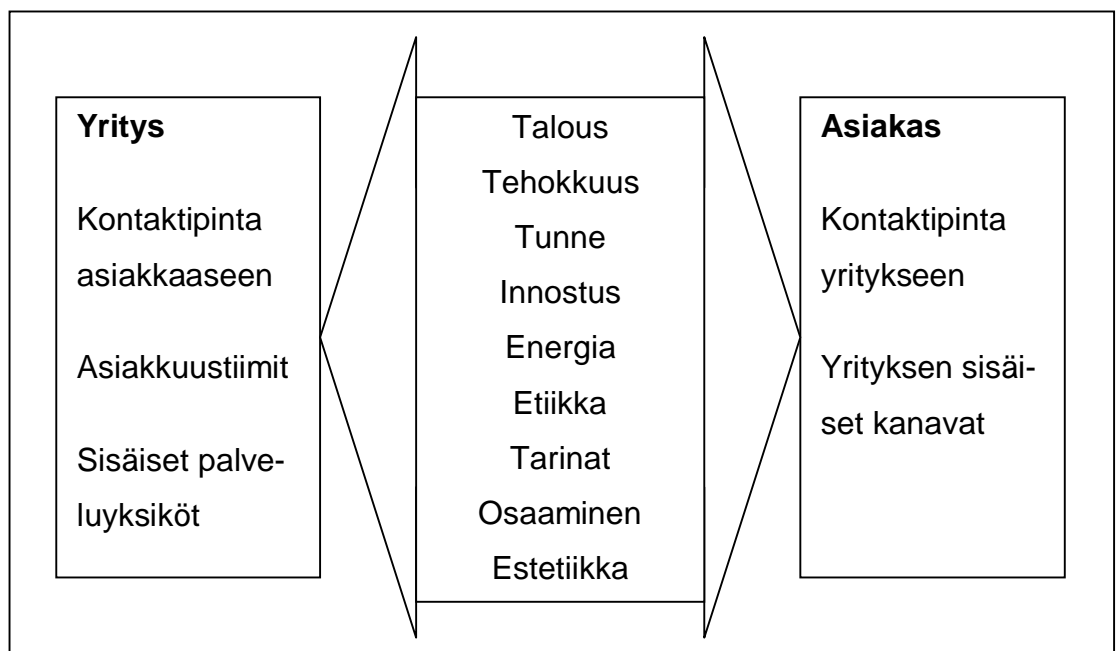 Yritys
Kontaktipinta
asiakkaaseen
Asiakkuustiimit
Sisäiset palve-
luyksiköt
Talous
Tehokkuus
Tunne
Innostus
Energia
Etiikka
Tarinat
Osaaminen
Estetiikka
Asiakas
Kontaktipinta
yritykseen
Yrityksen sisäi-
set kanavat